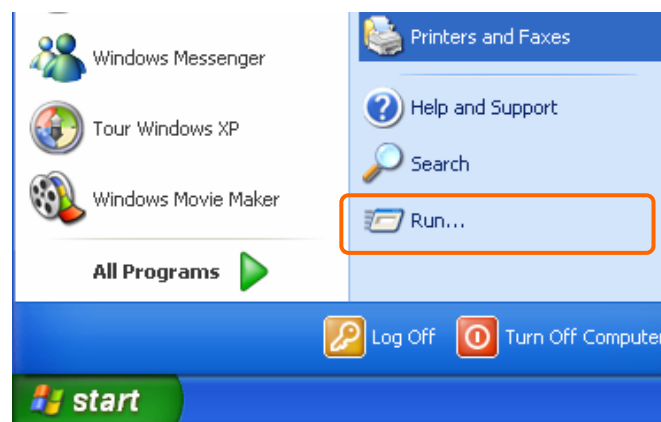 Windows Messenger
Tour Windows XP
Windows Movie Maker
All Programs
Printers and Faxes
Help and Support
Search
Run...
Log Off
Turn Off Computer
start